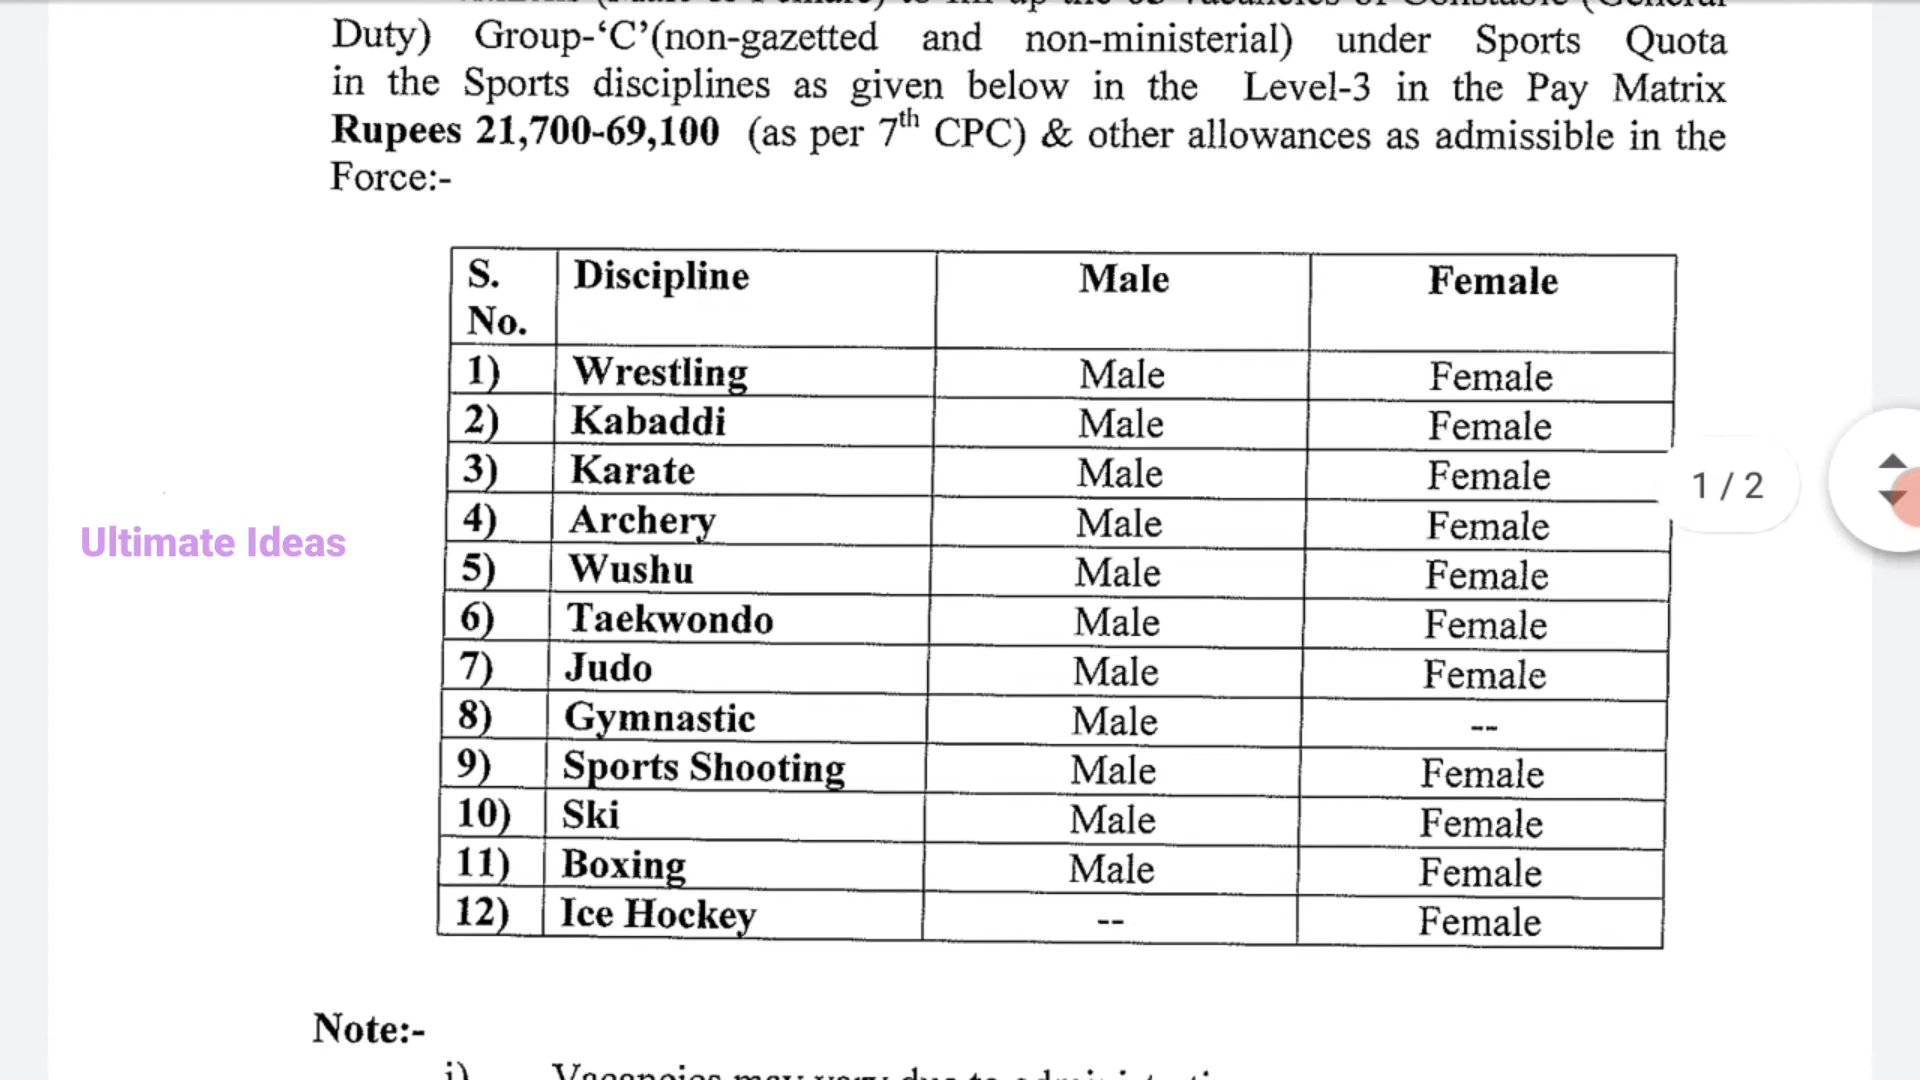 Duty) Group-‘C’(non-gazetted and non-ministerial) under Sports Quota
in the Sports disciplines as given below in the Level-3 in the Pay Matrix
Rupees 21,700-69,100 (as per 7th CPC) & other allowances as admissible in the
Force:-
S. No. Discipline Male Female
1) Wrestling Male Female
2) Kabaddi Male Female
3) Karate Male Female
4) Archery Male Female
5) Wushu Male Female
6) Taekwondo Male Female
7) Judo Male Female
8) Gymnastic Male --
9) Sports Shooting Male Female
10) Ski Male Female
11) Boxing Male Female
12) Ice Hockey -- Female
1 / 2
Ultimate Ideas
Note:-
i) Vacancies may vary due to